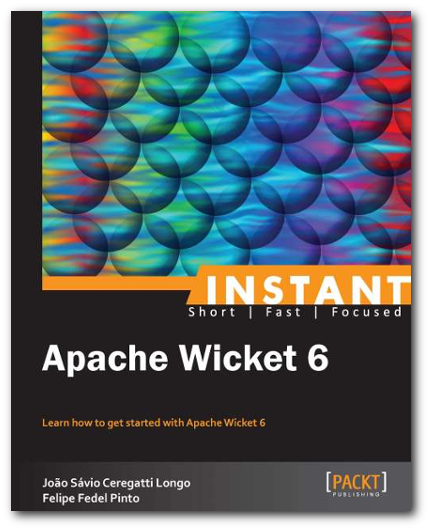 INSTANT
Short | Fast | Focused
Apache Wicket 6
Learn how to get started with Apache Wicket 6
João Sávio Ceregatti Longo
Felipe Fedel Pinto
[PACKT]
PUBLISHING